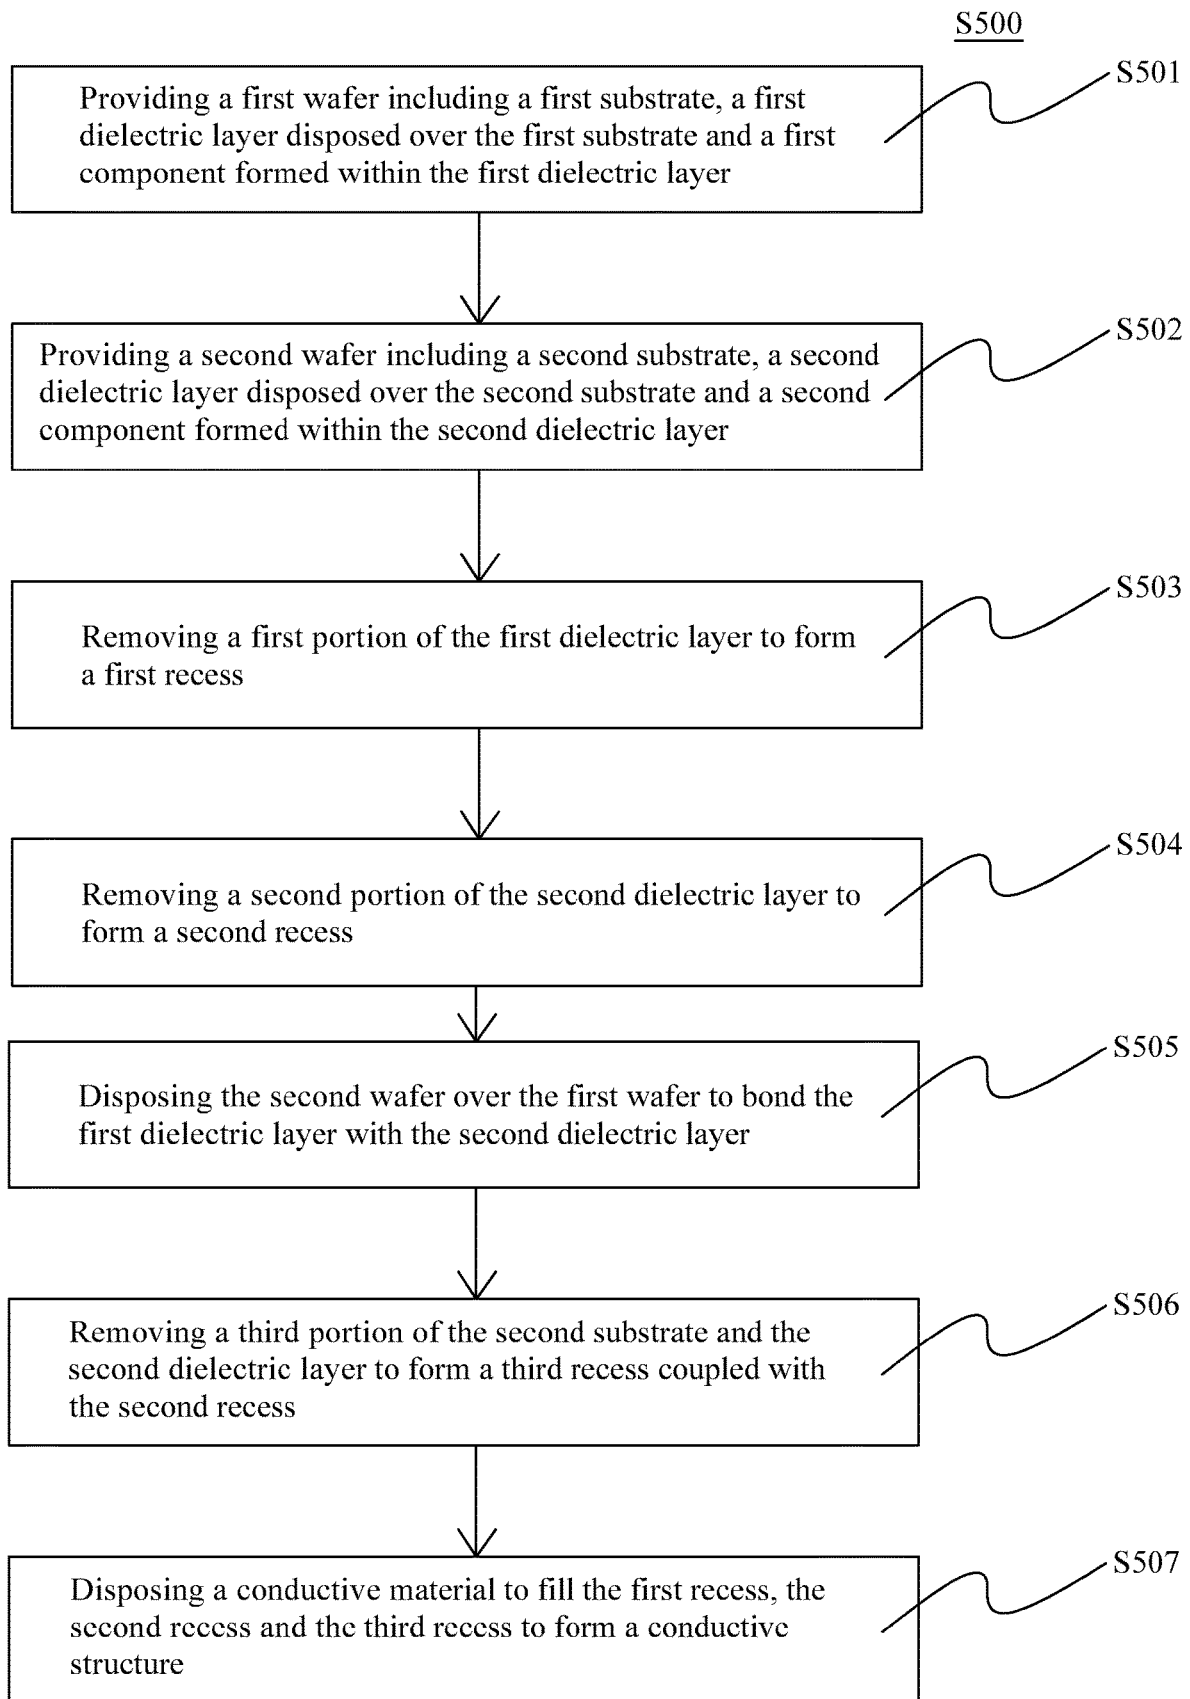 S500
S501
Providing a first wafer including a first substrate, a first
dielectric layer disposed over the first substrate and a first
component formed within the first dielectric layer
S502
Providing a second wafer including a second substrate, a second
dielectric layer disposed over the second substrate and a second
component formed within the second dielectric layer
S503
Removing a first portion of the first dielectric layer to form
a first recess
S504
Removing a second portion of the second dielectric layer to
form a second recess
S505
Disposing the second wafer over the first wafer to bond the
first dielectric layer with the second dielectric layer
S506
Removing a third portion of the second substrate and the
second dielectric layer to form a third recess coupled with
the second recess
S507
Disposing a conductive material to fill the first recess, the
second recess and the third recess to form a conductive
structure